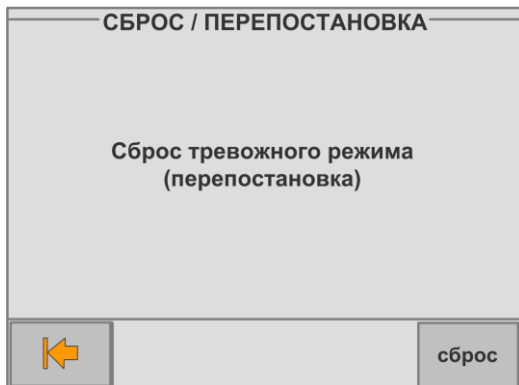 СБРОС / ПЕРЕПОСТАНОВКА
Сброс тревожного режима
(перепостановка)
сброс